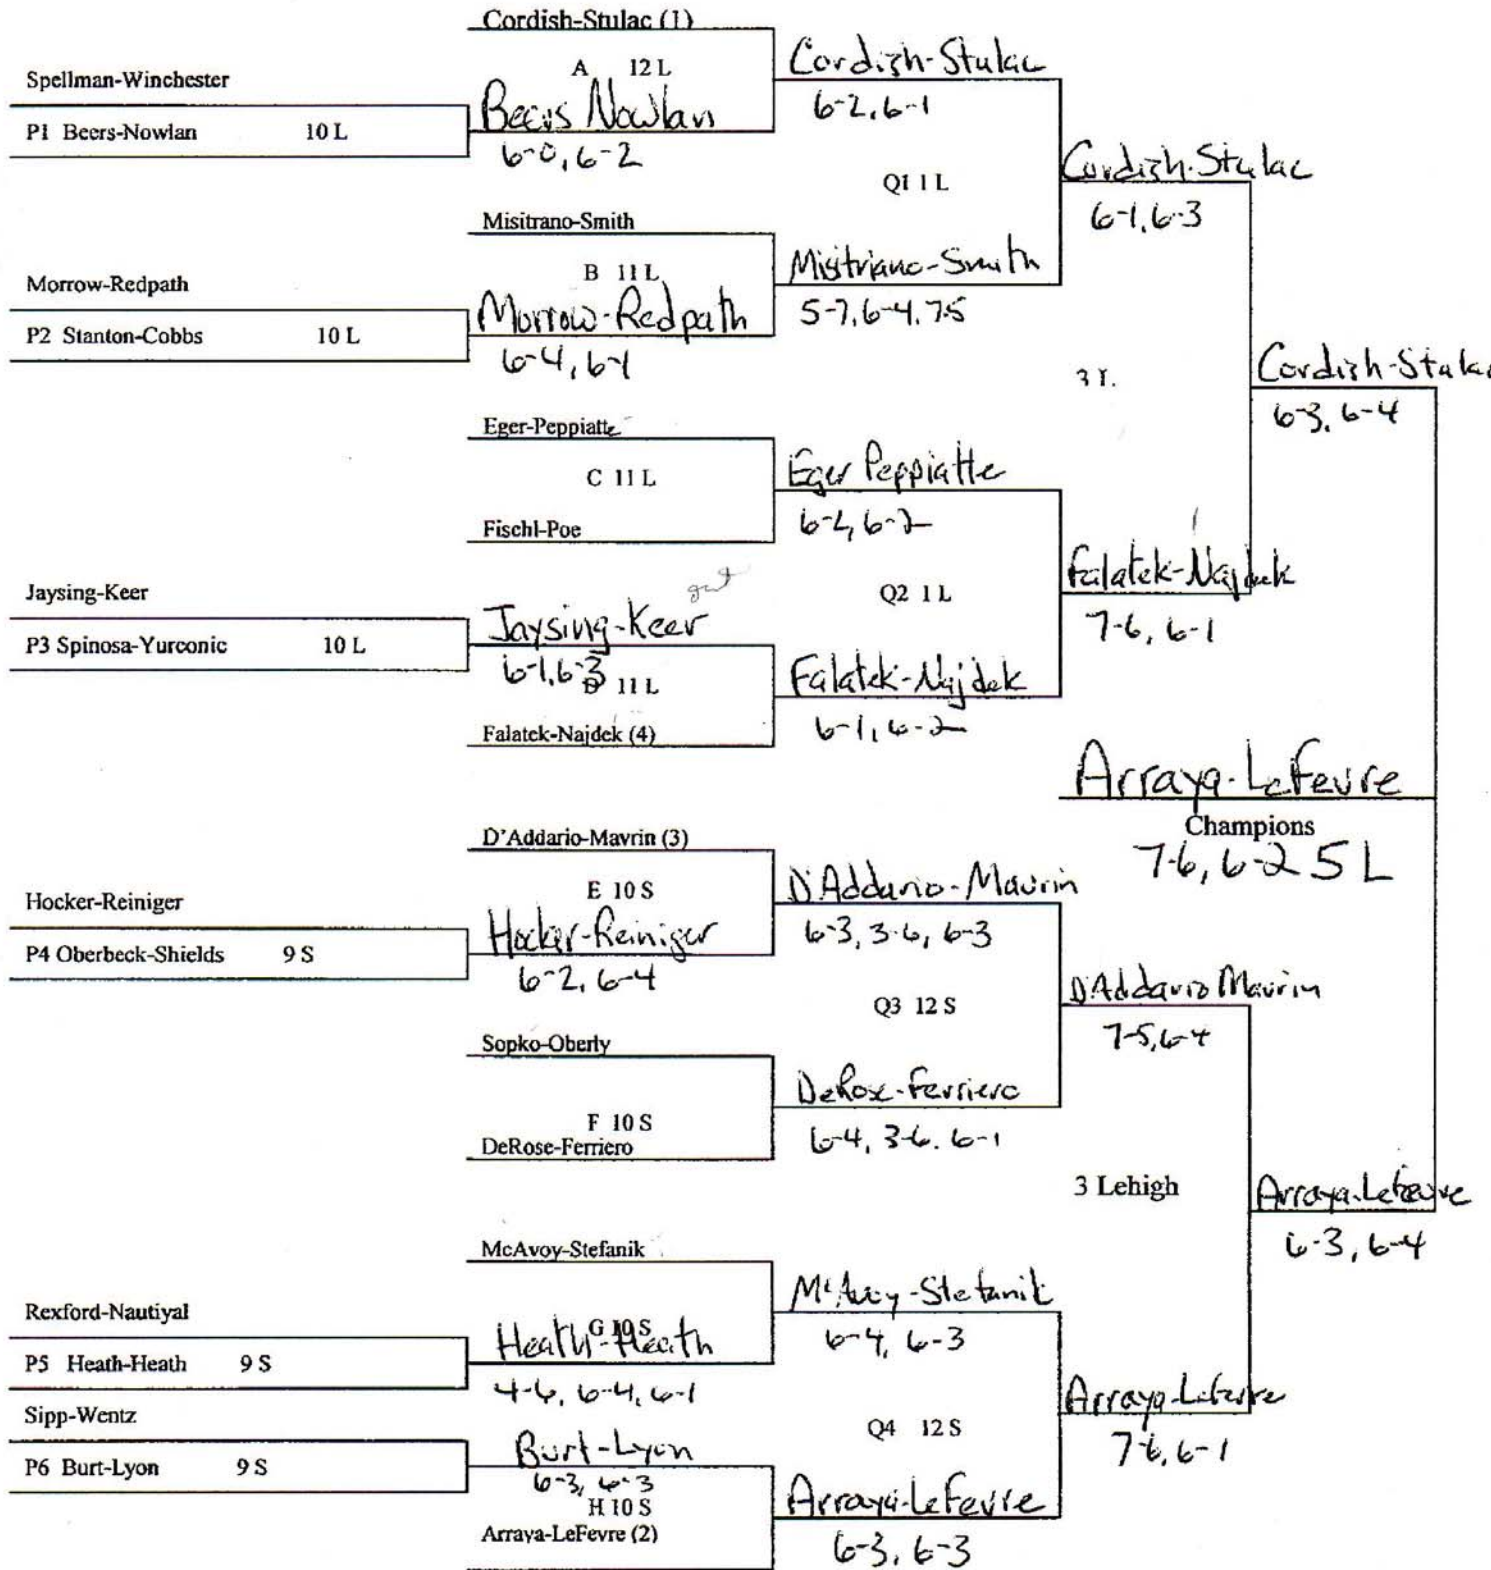 Cordish-Stulac (1)
A 12 L
Cordish-Stulac
6-2, 6-1
Spellman-Winchester
P1 Beers-Nowlan 10 L
Beers Nowlan
6-0, 6-2
Q1 1 L
Cordish-Stulac
6-1, 6-3
Misitrano-Smith
B 11 L
Misitriano-Smith
5-7, 6-4, 7-5
Morrow-Redpath
P2 Stanton-Cobbs 10 L
Morrow-Redpath
6-4, 6-1
3 L
Cordish-Stulac
6-3, 6-4
Eger-Peppiatte
C 11 L
Eger Peppiatte
6-2, 6-2
Fischl-Poe
Q2 1 L
Falatek-Najdek
7-6, 6-1
Jaysing-Keer
P3 Spinosa-Yurconic 10 L
Jaysing-Keer
6-1, 6-3
D 11 L
Falatek-Najdek
6-1, 6-2
Falatek-Najdek (4)
Arraya-LeFevre
Champions
7-6, 6-2 5 L
D'Addario-Mavrin (3)
E 10 S
D'Addario-Mavrin
6-3, 3-6, 6-3
Hocker-Reiniger
P4 Oberbeck-Shields 9 S
Hocker-Reiniger
6-2, 6-4
Q3 12 S
D'Addario Mavrin
7-5, 6-4
Sopko-Oberly
F 10 S
DeRose-Ferriero
DeRose-Ferriero
6-4, 3-6. 6-1
3 Lehigh
Arraya-Lefevre
6-3, 6-4
McAvoy-Stefanik
G 10 S
McAvoy-Stefanik
6-4, 6-3
Rexford-Nautiyal
P5 Heath-Heath 9 S
Heath-Heath
4-6, 6-4, 6-1
Q4 12 S
Arraya-Lefevre
7-6, 6-1
Sipp-Wentz
P6 Burt-Lyon 9 S
Burt-Lyon
6-3, 6-3
H 10 S
Arraya-LeFevre
6-3, 6-3
Arraya-LeFevre (2)